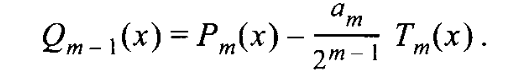 Q_{m-1}(x) = P_m(x) - \frac{a_m}{2^{m-1}} T_m(x).